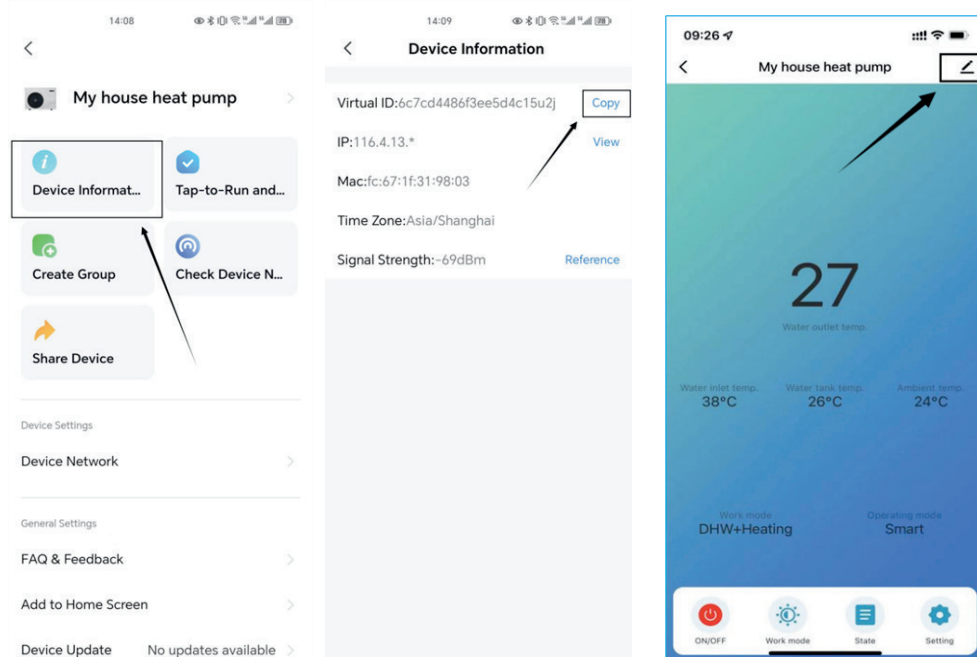 14:08
My house heat pump
Device Informat...
Tap-to-Run and...
Create Group
Check Device N...
Share Device
Device Settings
Device Network
General Settings
FAQ & Feedback
Add to Home Screen
Device Update No updates available
14:09
Device Information
Virtual ID:6c7cd4486f3ee5d4c15u2j Copy
IP:116.4.13.* View
Mac:fc:67:1f:31:98:03
Time Zone:Asia/Shanghai
Signal Strength:-69dBm Reference
09:26
My house heat pump
27
Water outlet temp.
Water inlet temp. Water tank temp. Ambient temp.
38°C 26°C 24°C
Work mode Operating mode
DHW+Heating Smart
ON/OFF Work mode State Setting